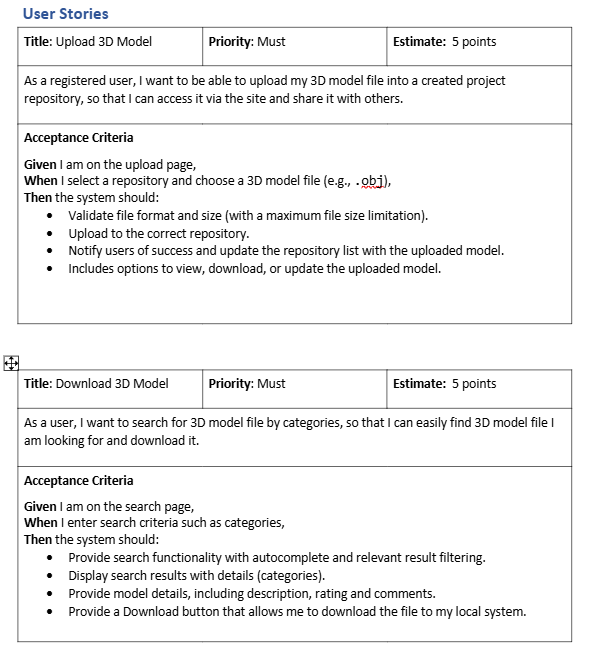 User Stories
Title: Upload 3D Model Priority: Must Estimate: 5 points
As a registered user, I want to be able to upload my 3D model file into a created project
repository, so that I can access it via the site and share it with others.
Acceptance Criteria
Given I am on the upload page,
When I select a repository and choose a 3D model file (e.g., .obj),
Then the system should:
• Validate file format and size (with a maximum file size limitation).
• Upload to the correct repository.
• Notify users of success and update the repository list with the uploaded model.
• Includes options to view, download, or update the uploaded model.
Title: Download 3D Model Priority: Must Estimate: 5 points
As a user, I want to search for 3D model file by categories, so that I can easily find 3D model file I
am looking for and download it.
Acceptance Criteria
Given I am on the search page,
When I enter search criteria such as categories,
Then the system should:
• Provide search functionality with autocomplete and relevant result filtering.
• Display search results with details (categories).
• Provide model details, including description, rating and comments.
• Provide a Download button that allows me to download the file to my local system.